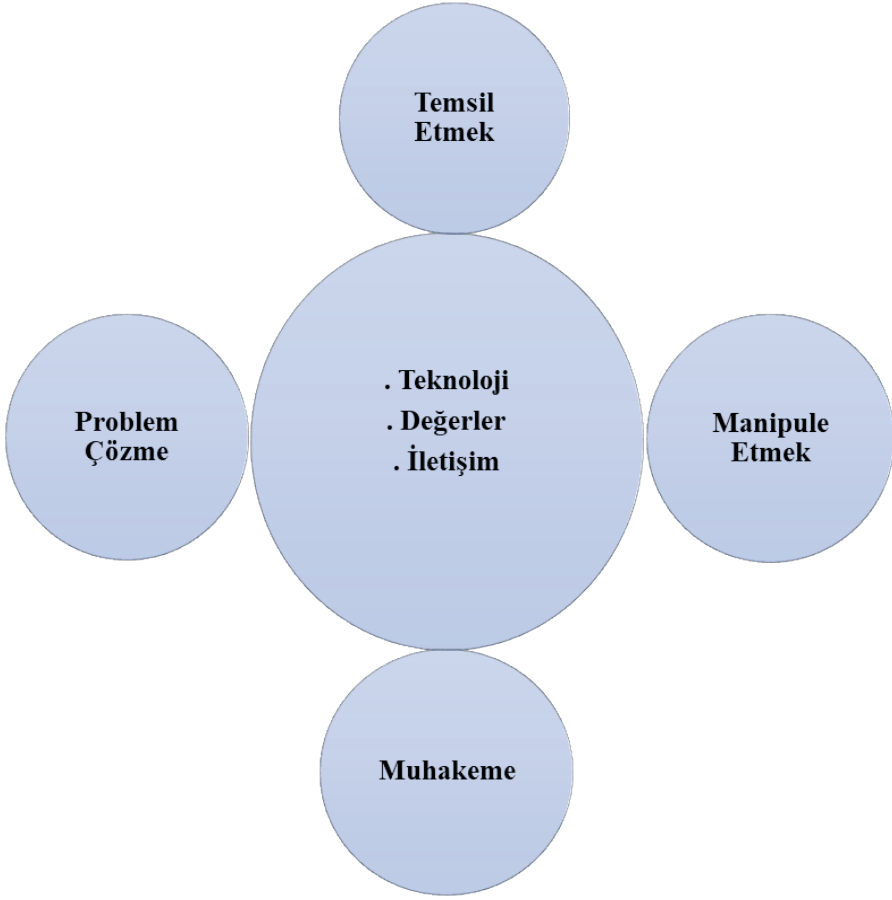 Temsil
Etmek
. Teknoloji
. Değerler
. İletişim
Problem
Çözme
Manipule
Etmek
Muhakeme